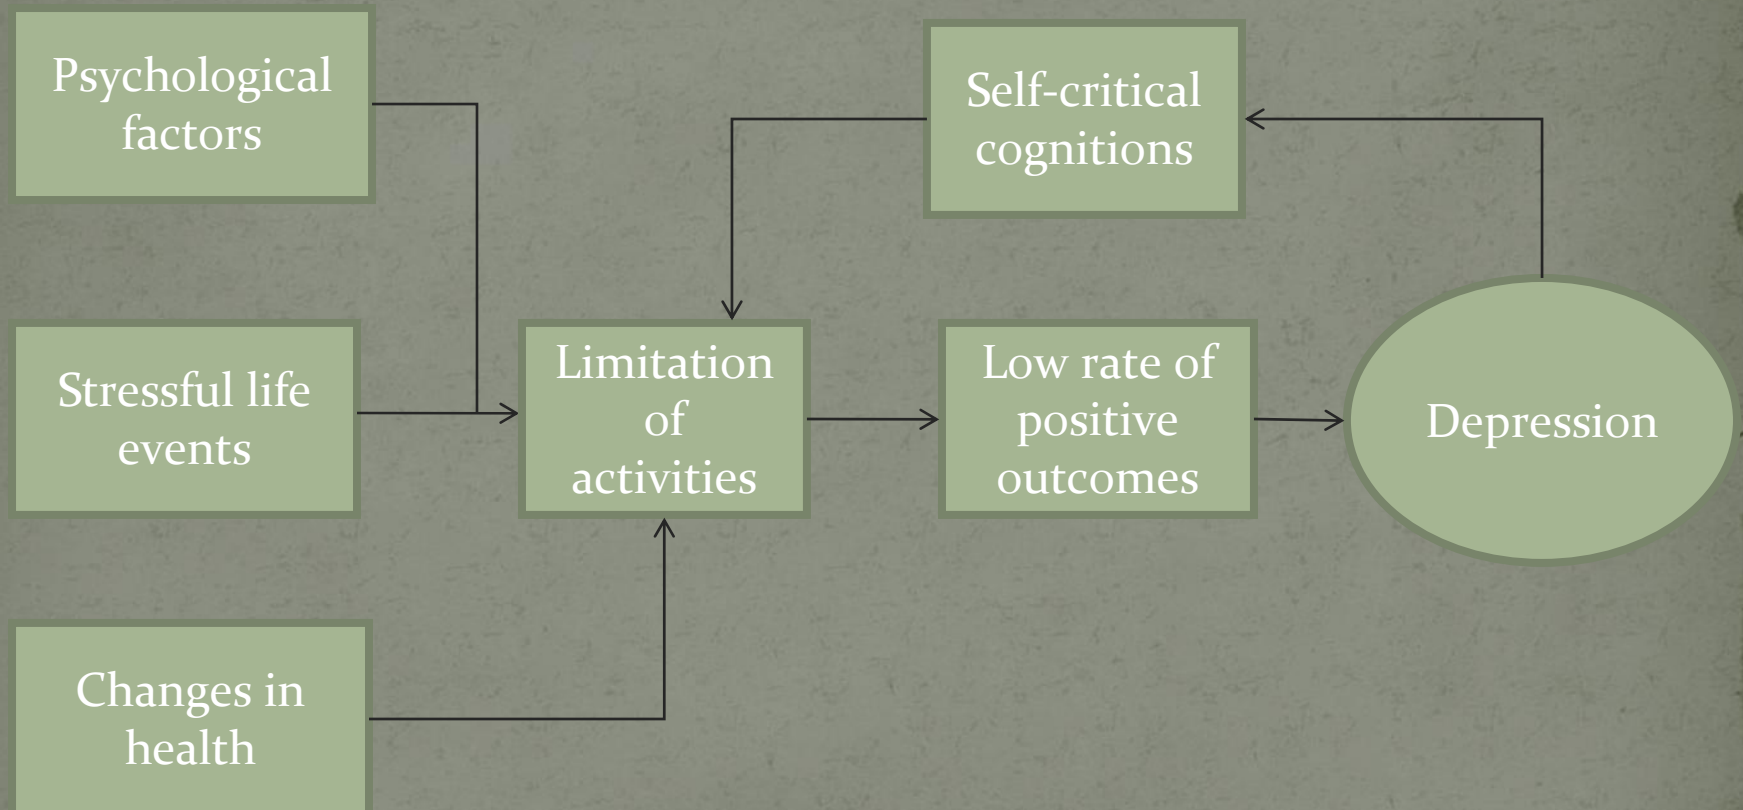 Psychological
factors
Self-critical
cognitions
Stressful life
events
Limitation
of
activities
Low rate of
positive
outcomes
Depression
Changes in
health